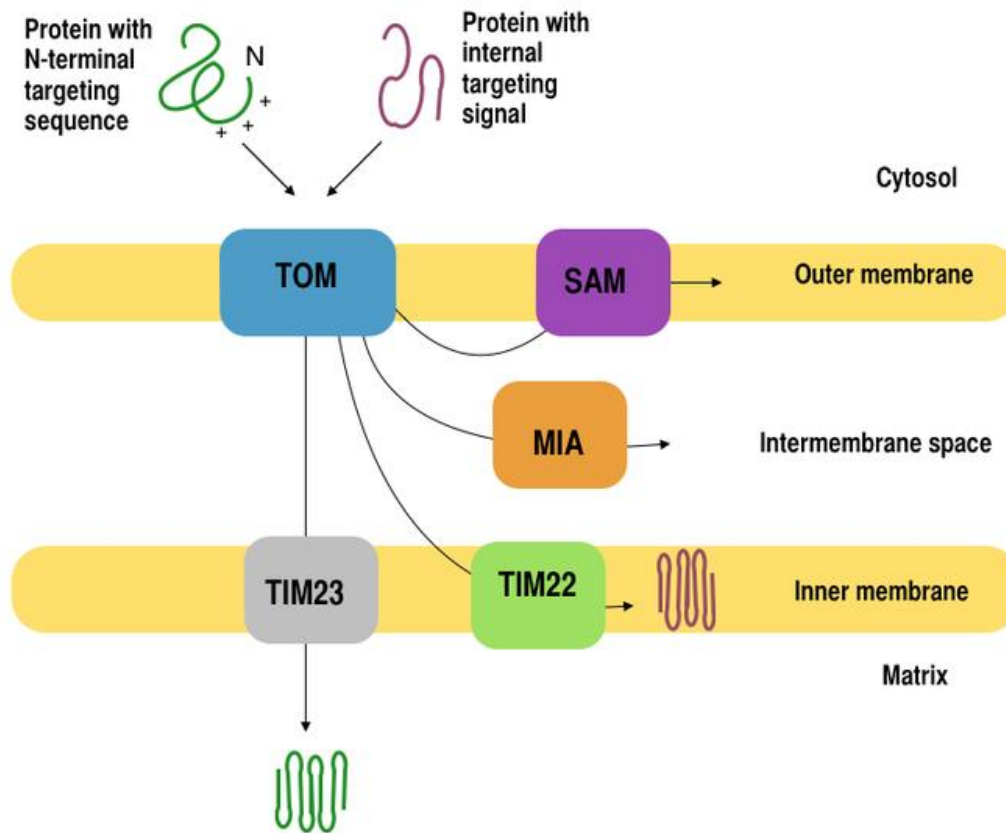 Protein with
N-terminal
targeting
sequence
N
+
+
+
Protein with
internal
targeting
signal
Cytosol
TOM
SAM
Outer membrane
MIA
Intermembrane space
TIM23
TIM22
Inner membrane
Matrix